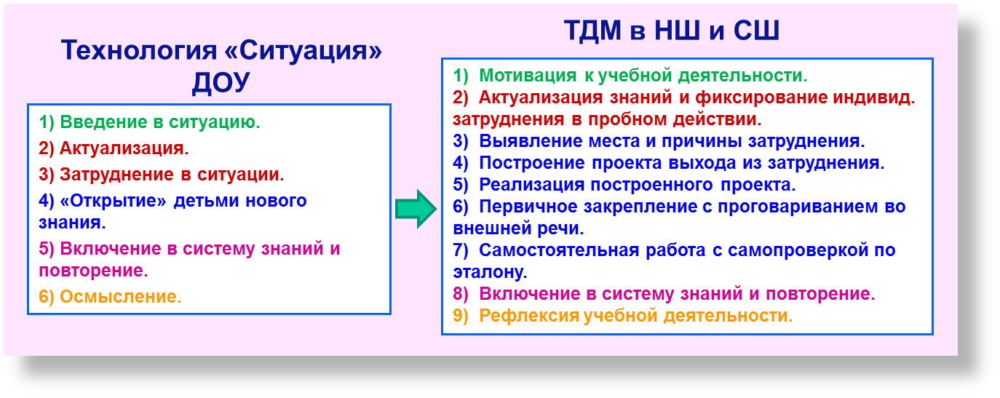 Технология «Ситуация»
ДОУ
1) Введение в ситуацию.
2) Актуализация.
3) Затруднение в ситуации.
4) «Открытие» детьми нового
знания.
5) Включение в систему знаний и
повторение.
6) Осмысление.
ТДМ в НШ и СШ
1) Мотивация к учебной деятельности.
2) Актуализация знаний и фиксирование индивид.
затруднения в пробном действии.
3) Выявление места и причины затруднения.
4) Построение проекта выхода из затруднения.
5) Реализация построенного проекта.
6) Первичное закрепление с проговариванием во
внешней речи.
7) Самостоятельная работа с самопроверкой по
эталону.
8) Включение в систему знаний и повторение.
9) Рефлексия учебной деятельности.